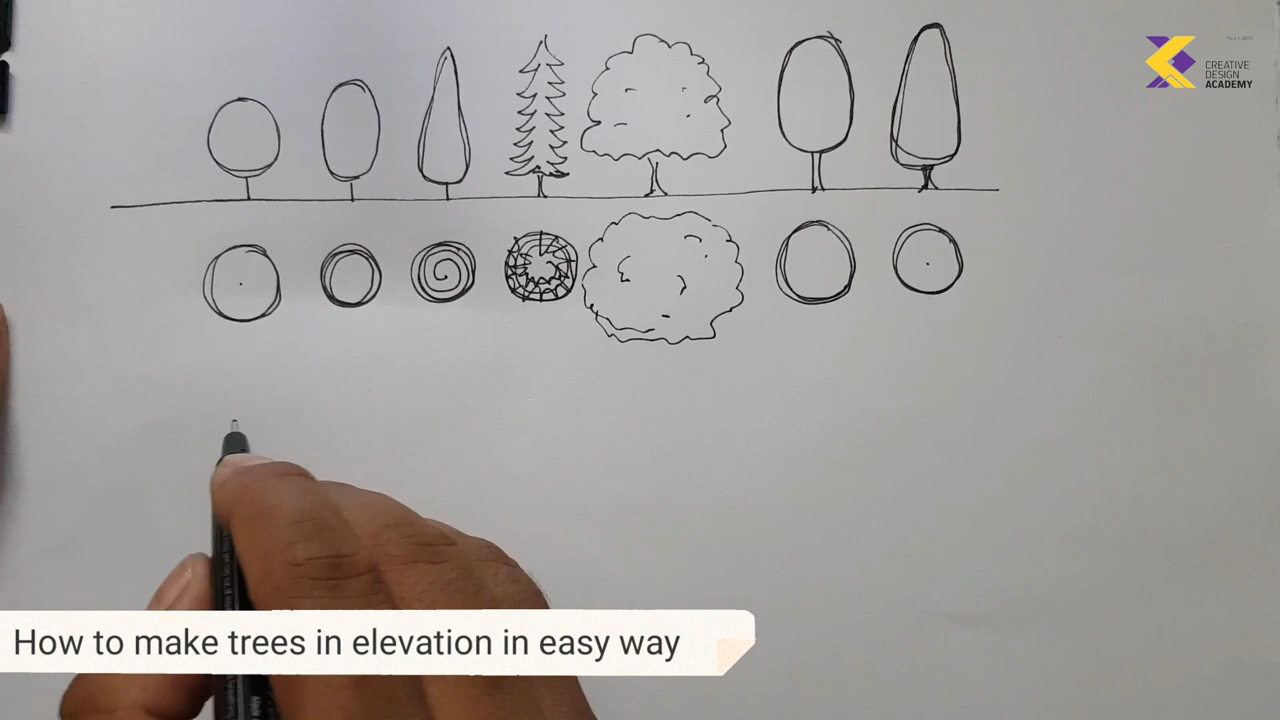 CREATIVE
DESIGN
ACADEMY
How to make trees in elevation in easy way